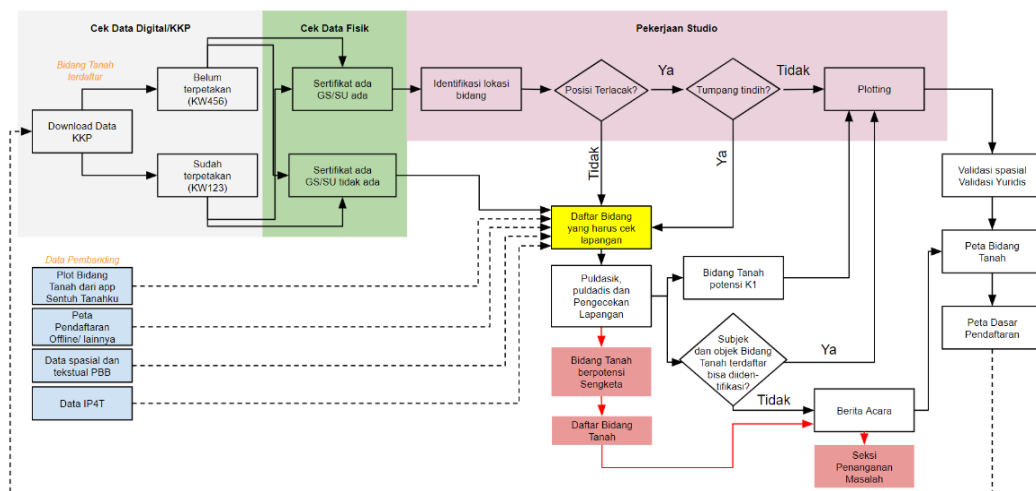 Cek Data Digital/KKP
Cek Data Fisik
Pekerjaan Studio
Bidang Tanah
terdaftar
Download Data
KKP
Belum
terpetakan
(KW456)
Sudah
terpetakan
(KW123)
Sertifikat ada
GS/SU ada
Sertifikat ada
GS/SU tidak ada
Identifikasi lokasi
bidang
Posisi Terlacak?
Ya
Tumpang tindih?
Tidak
Plotting
Tidak
Ya
Validasi spasial
Validasi Yuridis
Daftar Bidang
yang harus cek
lapangan
Peta Bidang
Tanah
Data Pembanding
Plot Bidang
Tanah dari app
Sentuh Tanahku
Peta
Pendaftaran
Offline/ lainnya
Data spasial dan
tekstual PBB
Data IP4T
Puldasik,
puldadis dan
Pengecekan
Lapangan
Bidang Tanah
potensi K1
Peta Dasar
Pendaftaran
Subjek
dan objek Bidang
Tanah terdaftar
bisa diiden-
tifikasi?
Ya
Tidak
Bidang Tanah
berpotensi
Sengketa
Daftar Bidang
Tanah
Berita Acara
Seksi
Penanganan
Masalah